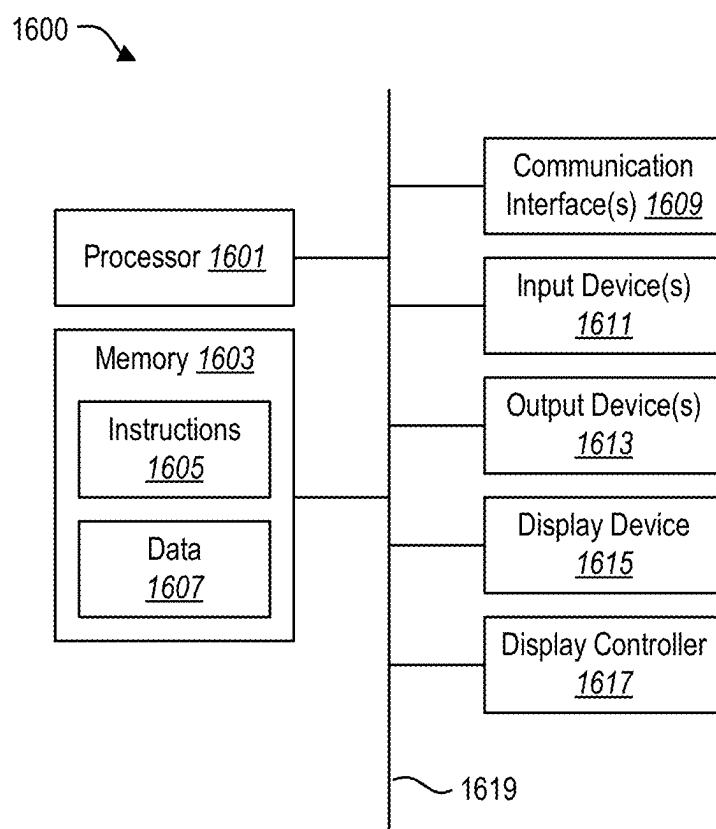 1600
Processor 1601
Memory 1603
Instructions
1605
Data
1607
Communication
Interface(s) 1609
Input Device(s)
1611
Output Device(s)
1613
Display Device
1615
Display Controller
1617
1619